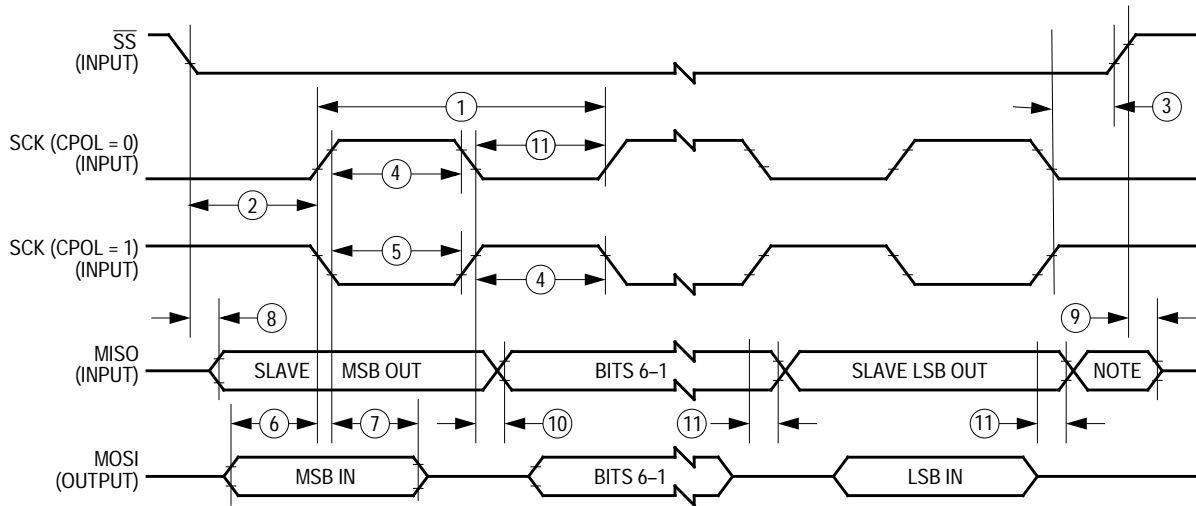 SS
(INPUT)
1
3
SCK (CPOL = 0)
(INPUT)
11
4
2
SCK (CPOL = 1)
(INPUT)
5
4
8
9
MISO
(INPUT)
SLAVE MSB OUT
BITS 6–1
SLAVE LSB OUT
NOTE
6
7
10
11
11
MOSI
(OUTPUT)
MSB IN
BITS 6–1
LSB IN